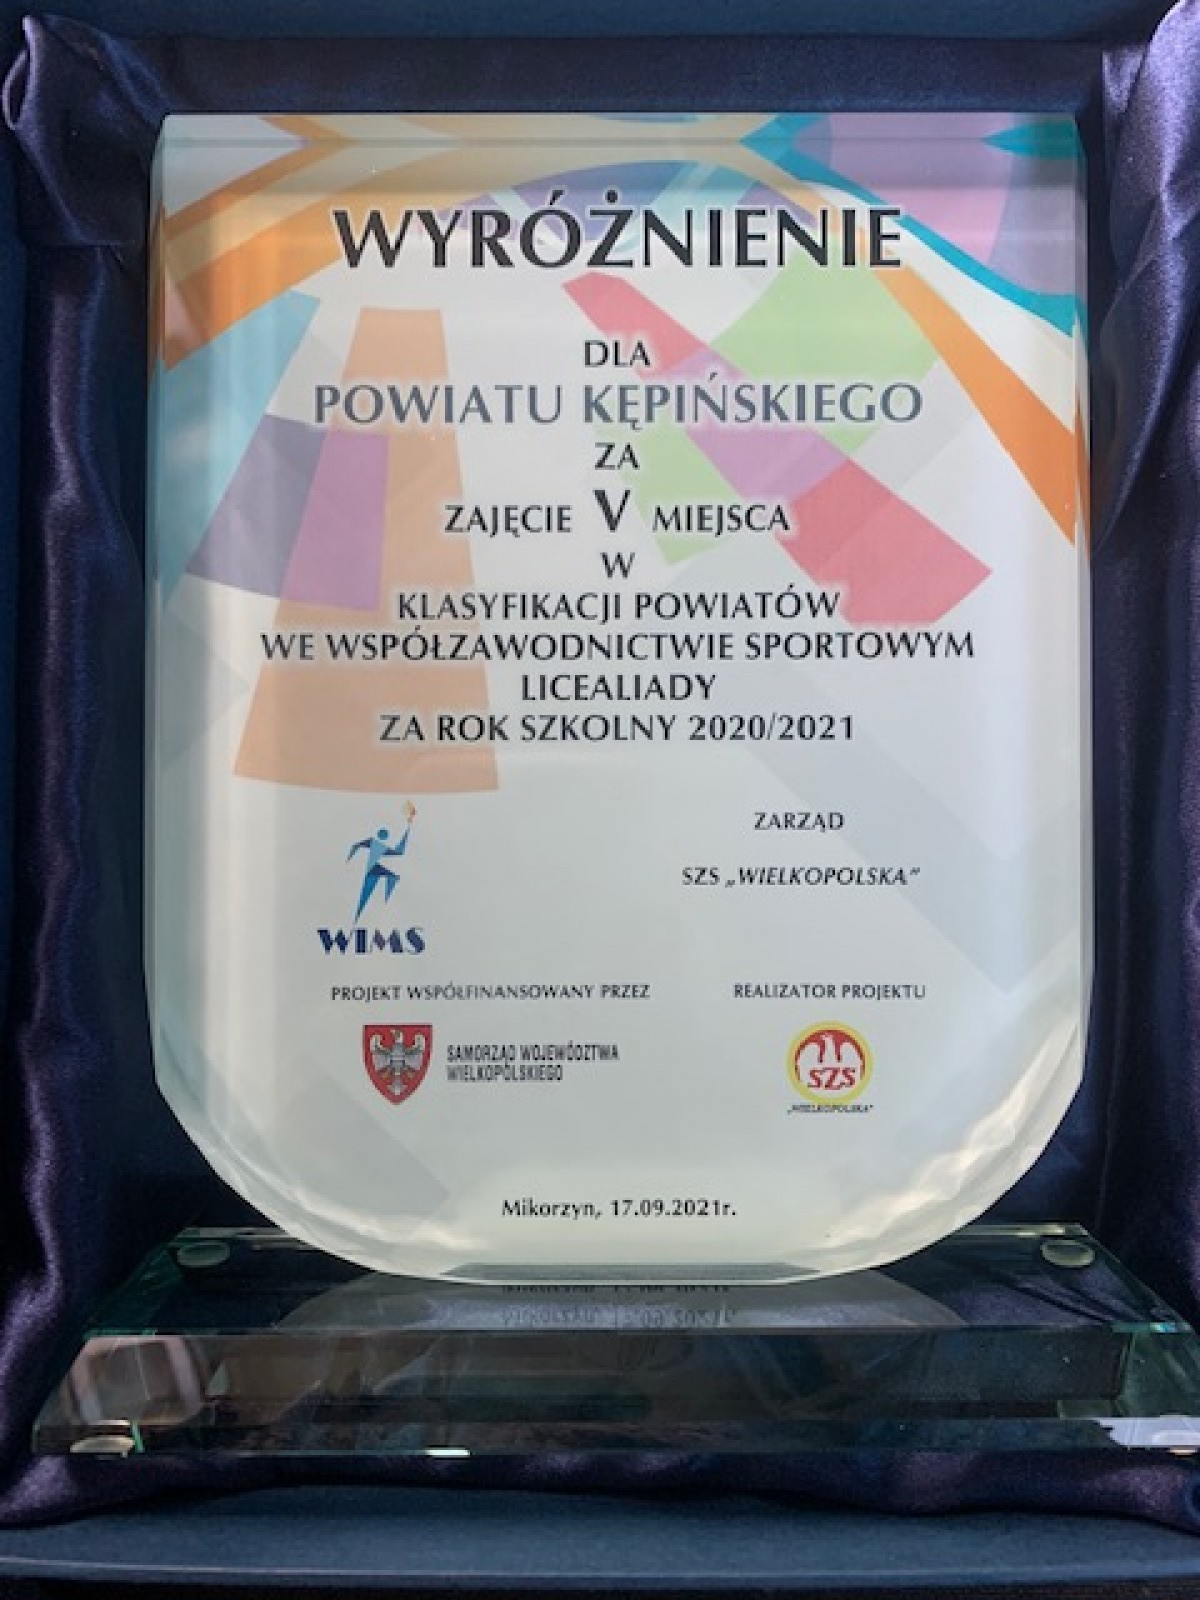 WYRÓŻNIENIE
DLA
POWIATU KĘPIŃSKIEGO
ZA
ZAJĘCIE V MIEJSCA
W
KLASYFIKACJI POWIATÓW
WE WSPÓŁZAWODNICTWIE SPORTOWYM
LICEALIADY
ZA ROK SZKOLNY 2020/2021
WIMS
ZARZĄD
SZS „WIELKOPOLSKA”
PROJEKT WSPÓŁFINANSOWANY PRZEZ
SAMORZĄD WOJEWÓDZTWA
WIELKOPOLSKIEGO
REALIZATOR PROJEKTU
SZS
„WIELKOPOLSKA”
Mikorzyn, 17.09.2021r.